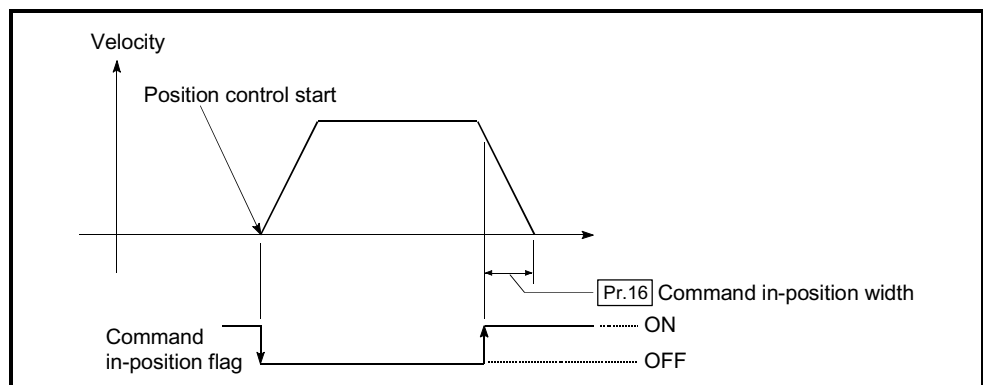 Velocity
Position control start
Pr.16 Command in-position width
ON
Command
in-position flag
OFF